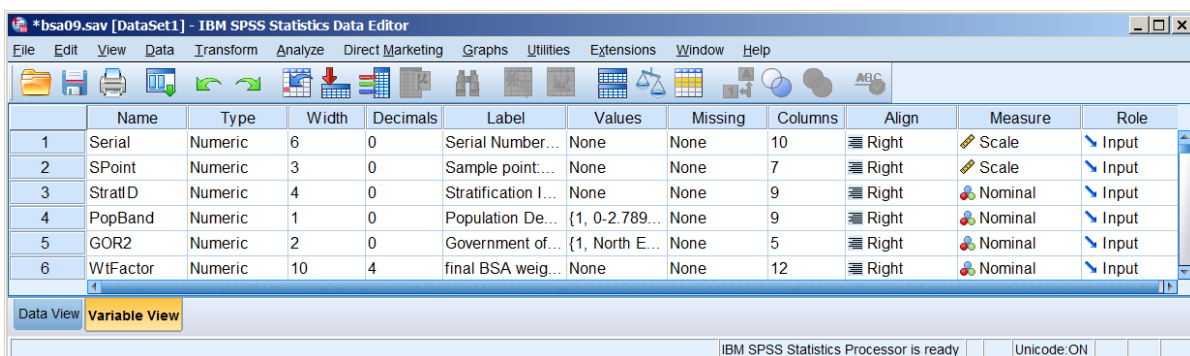 *bsa09.sav [DataSet1] - IBM SPSS Statistics Data Editor
File Edit View Data Transform Analyze Direct Marketing Graphs Utilities Extensions Window Help
Name Type Width Decimals Label Values Missing Columns Align Measure Role
1 Serial Numeric 6 0 Serial Number... None None 10 Right Scale Input
2 SPoint Numeric 3 0 Sample point:... None None 7 Right Scale Input
3 StratID Numeric 4 0 Stratification I... None None 9 Right Nominal Input
4 PopBand Numeric 1 0 Population De... {1, 0-2.789... None 9 Right Nominal Input
5 GOR2 Numeric 2 0 Government of... {1, North E... None 5 Right Nominal Input
6 WtFactor Numeric 10 4 final BSA weig... None None 12 Right Nominal Input
Data View Variable View
IBM SPSS Statistics Processor is ready Unicode:ON